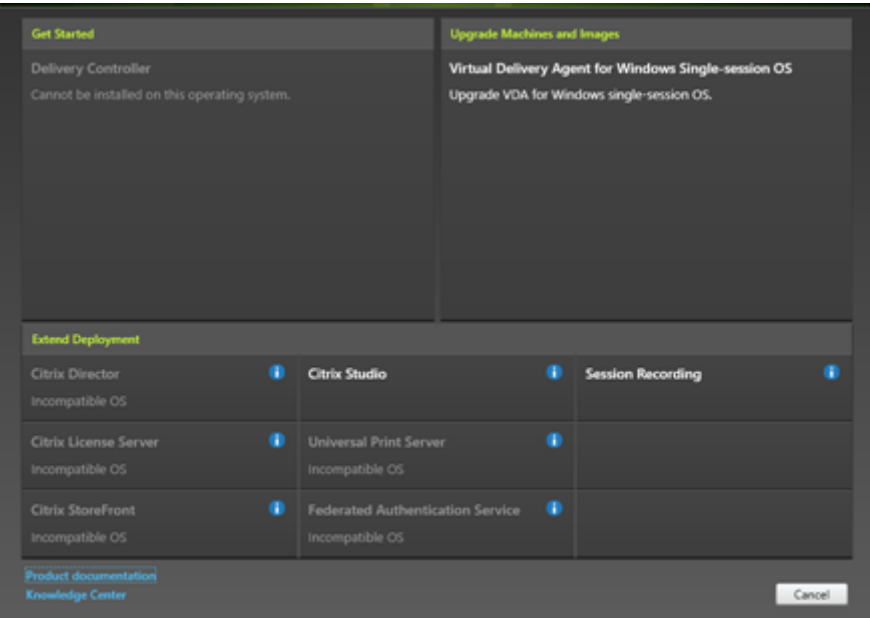 Get Started
Delivery Controller
Cannot be installed on this operating system.
Upgrade Machines and Images
Virtual Delivery Agent for Windows Single-session OS
Upgrade VDA for Windows single-session OS.
Extend Deployment
Citrix Director
Incompatible OS
Citrix Studio
Session Recording
Citrix License Server
Incompatible OS
Universal Print Server
Incompatible OS
Citrix StoreFront
Incompatible OS
Federated Authentication Service
Incompatible OS
Product documentation
Knowledge Center
Cancel